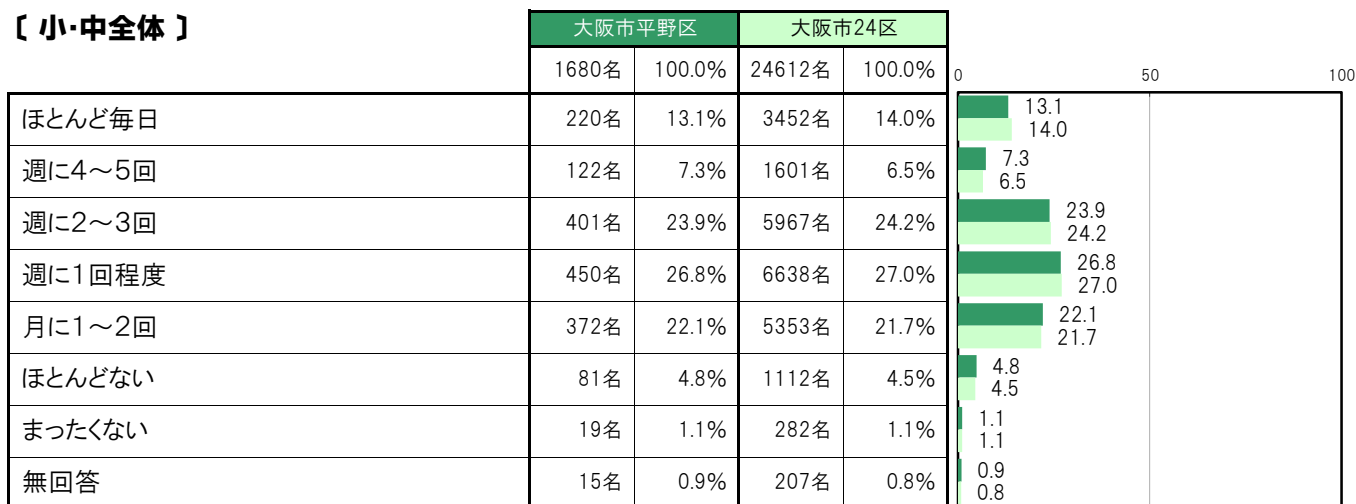 〔 小・中全体 〕
大阪市平野区 大阪市24区
1680名 100.0% 24612名 100.0% 0 50 100
ほとんど毎日 220名 13.1% 3452名 14.0% 13.1
14.0
週に4～5回 122名 7.3% 1601名 6.5% 7.3
6.5
週に2～3回 401名 23.9% 5967名 24.2% 23.9
24.2
週に1回程度 450名 26.8% 6638名 27.0% 26.8
27.0
月に1～2回 372名 22.1% 5353名 21.7% 22.1
21.7
ほとんどない 81名 4.8% 1112名 4.5% 4.8
4.5
まったくない 19名 1.1% 282名 1.1% 1.1
1.1
無回答 15名 0.9% 207名 0.8% 0.9
0.8